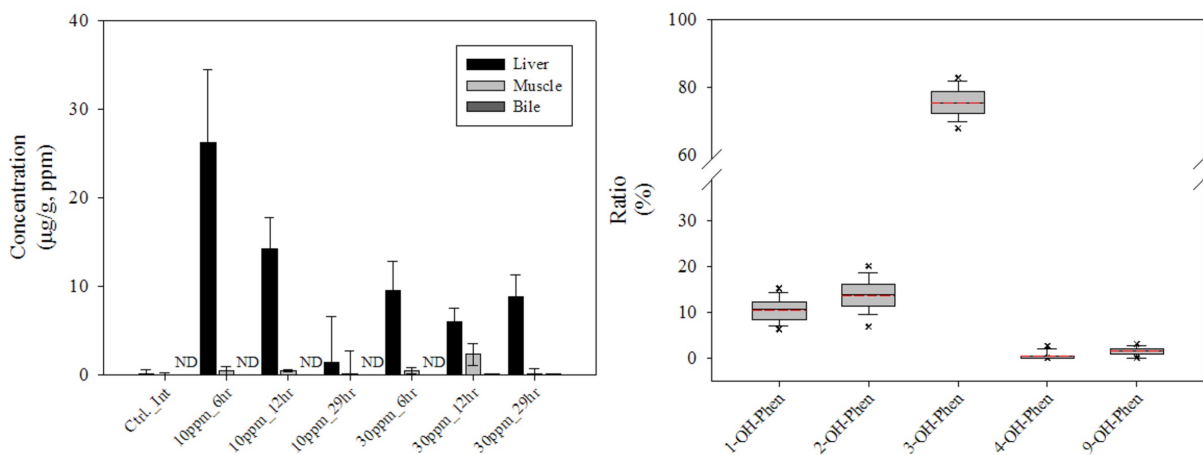 40
30
20
10
0
Concentration
(µg/g, ppm)
Liver
Muscle
Bile
ND
ND
ND
ND
ND
Ctrl._1nt
10ppm_6hr
10ppm_12hr
10ppm_29hr
30ppm_6hr
30ppm_12hr
30ppm_29hr
100
80
60
30
20
10
0
Ratio
(%)
1-OH-Phen
2-OH-Phen
3-OH-Phen
4-OH-Phen
9-OH-Phen